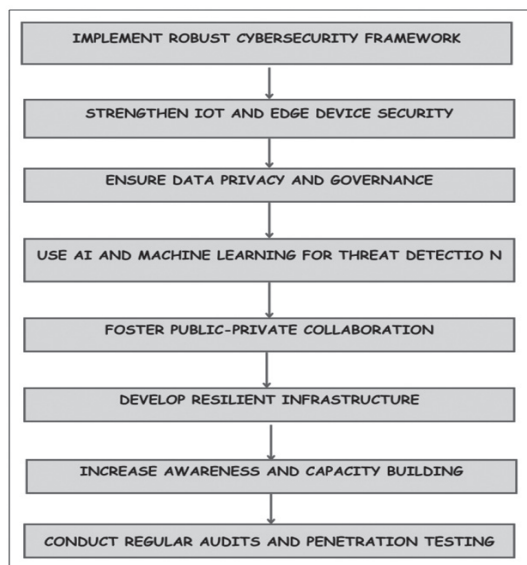 IMPLEMENT ROBUST CYBERSECURITY FRAMEWORK
STRENGTHEN IOT AND EDGE DEVICE SECURITY
ENSURE DATA PRIVACY AND GOVERNANCE
USE AI AND MACHINE LEARNING FOR THREAT DETECTIO N
FOSTER PUBLIC-PRIVATE COLLABORATION
DEVELOP RESILIENT INFRASTRUCTURE
INCREASE AWARENESS AND CAPACITY BUILDING
CONDUCT REGULAR AUDITS AND PENETRATION TESTING